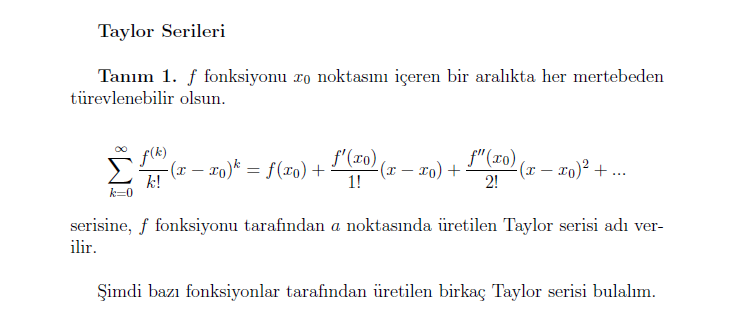 Taylor Serileri
Tanım 1. f fonksiyonu x₀ noktasını içeren bir aralıkta her mertebeden
türevlenebilir olsun.
∑_{k=0}^{∞} f^{(k)}/k! (x − x₀)^k = f(x₀) + f′(x₀)/1! (x − x₀) + f″(x₀)/2! (x − x₀)² + ...
serisine, f fonksiyonu tarafından a noktasında üretilen Taylor serisi adı ver-
ilir.
Şimdi bazı fonksiyonlar tarafından üretilen birkaç Taylor serisi bulalım.